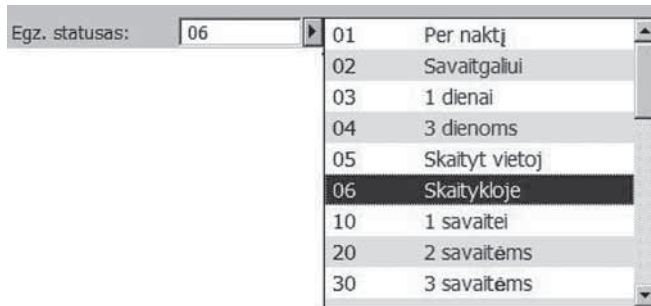 Egz. statusas: 06
01 Per naktį
02 Savaitgaliui
03 1 dienai
04 3 dienoms
05 Skaityt vietoj
06 Skaitykloje
10 1 savaitei
20 2 savaitėms
30 3 savaitėms